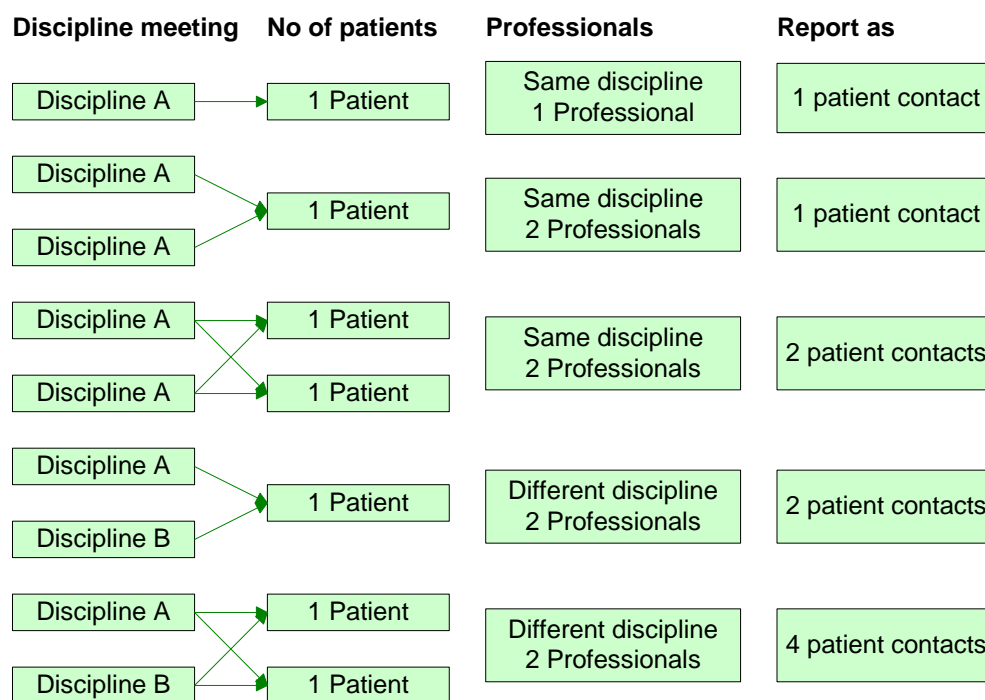 Discipline meeting No of patients Professionals Report as
Discipline A 1 Patient Same discipline 1 patient contact
1 Professional
Discipline A
1 Patient Same discipline 1 patient contact
2 Professionals
Discipline A
Discipline A 1 Patient
Same discipline 2 patient contacts
2 Professionals
Discipline A 1 Patient
Discipline A
1 Patient Different discipline 2 patient contacts
2 Professionals
Discipline B
Discipline A 1 Patient
Different discipline 4 patient contacts
2 Professionals
Discipline B 1 Patient